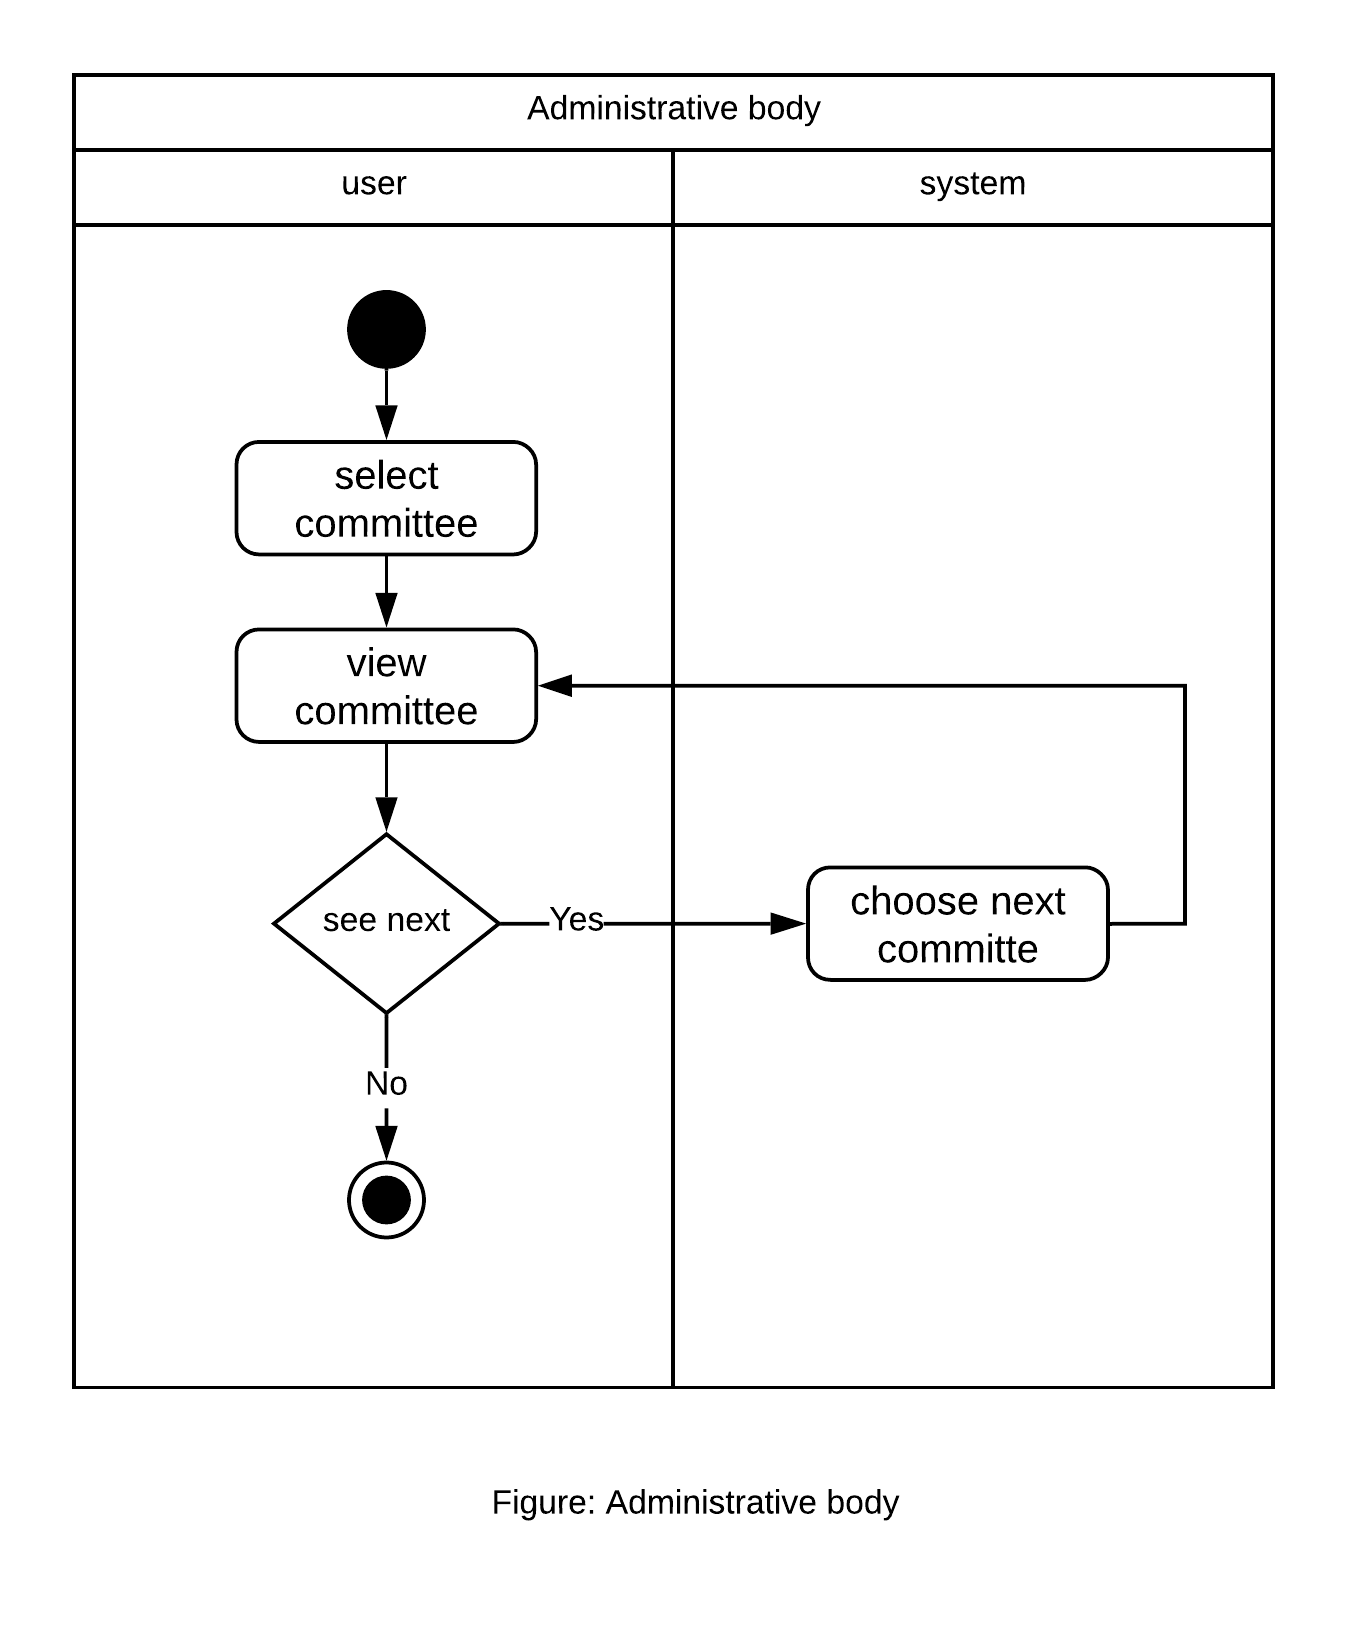 Administrative body
user
system
select
committee
view
committee
see next
Yes
choose next
committe
No
Figure: Administrative body